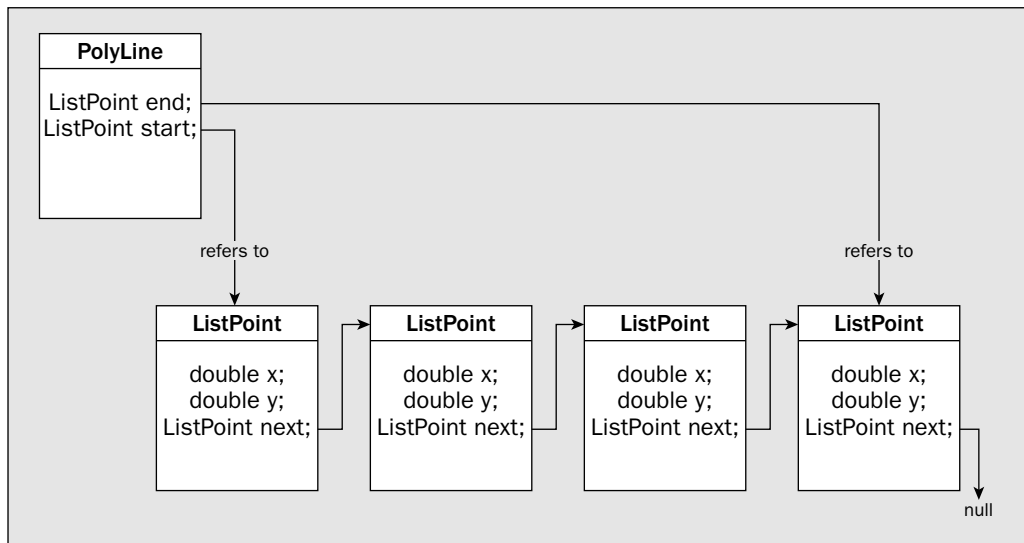 PolyLine
ListPoint end;
ListPoint start;
refers to
refers to
ListPoint
double x;
double y;
ListPoint next;
ListPoint
double x;
double y;
ListPoint next;
ListPoint
double x;
double y;
ListPoint next;
ListPoint
double x;
double y;
ListPoint next;
null